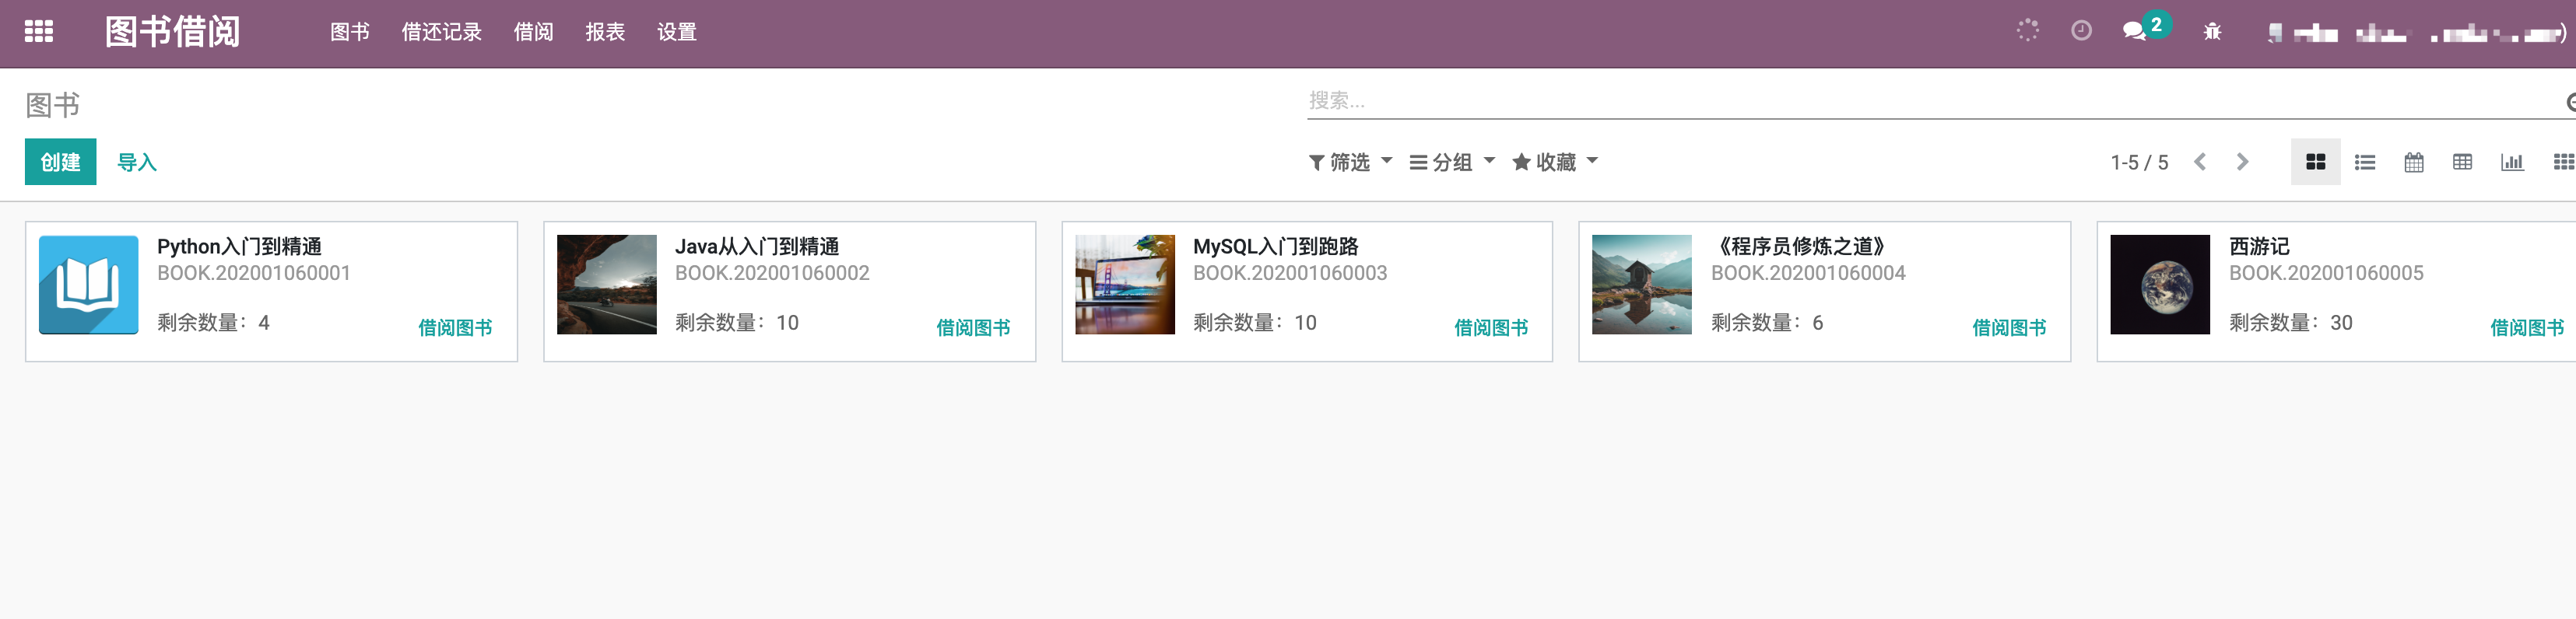 图书借阅 图书 借还记录 借阅 报表 设置 2
图书
搜索...
创建 导入 筛选 分组 收藏 1-5 / 5
Python入门到精通
BOOK.202001060001
剩余数量：4 借阅图书
Java从入门到精通
BOOK.202001060002
剩余数量：10 借阅图书
MySQL入门到跑路
BOOK.202001060003
剩余数量：10 借阅图书
《程序员修炼之道》
BOOK.202001060004
剩余数量：6 借阅图书
西游记
BOOK.202001060005
剩余数量：30 借阅图书